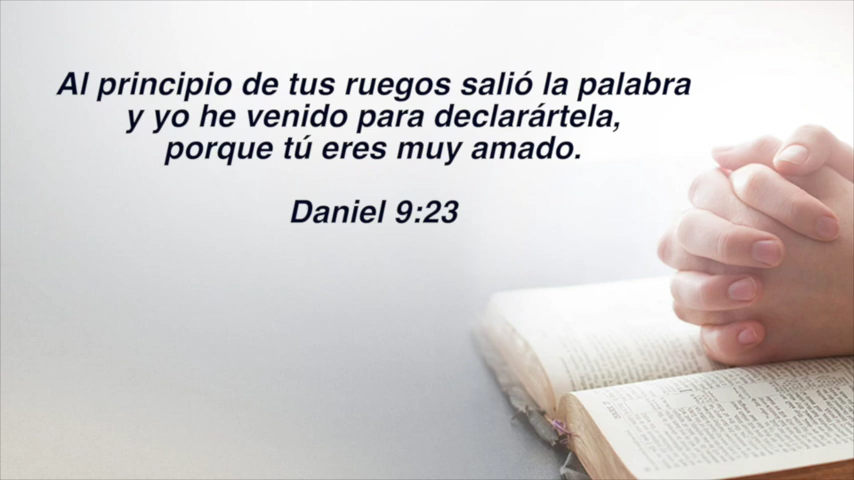 Al principio de tus ruegos salió la palabra
y yo he venido para declarártela,
porque tú eres muy amado.
Daniel 9:23